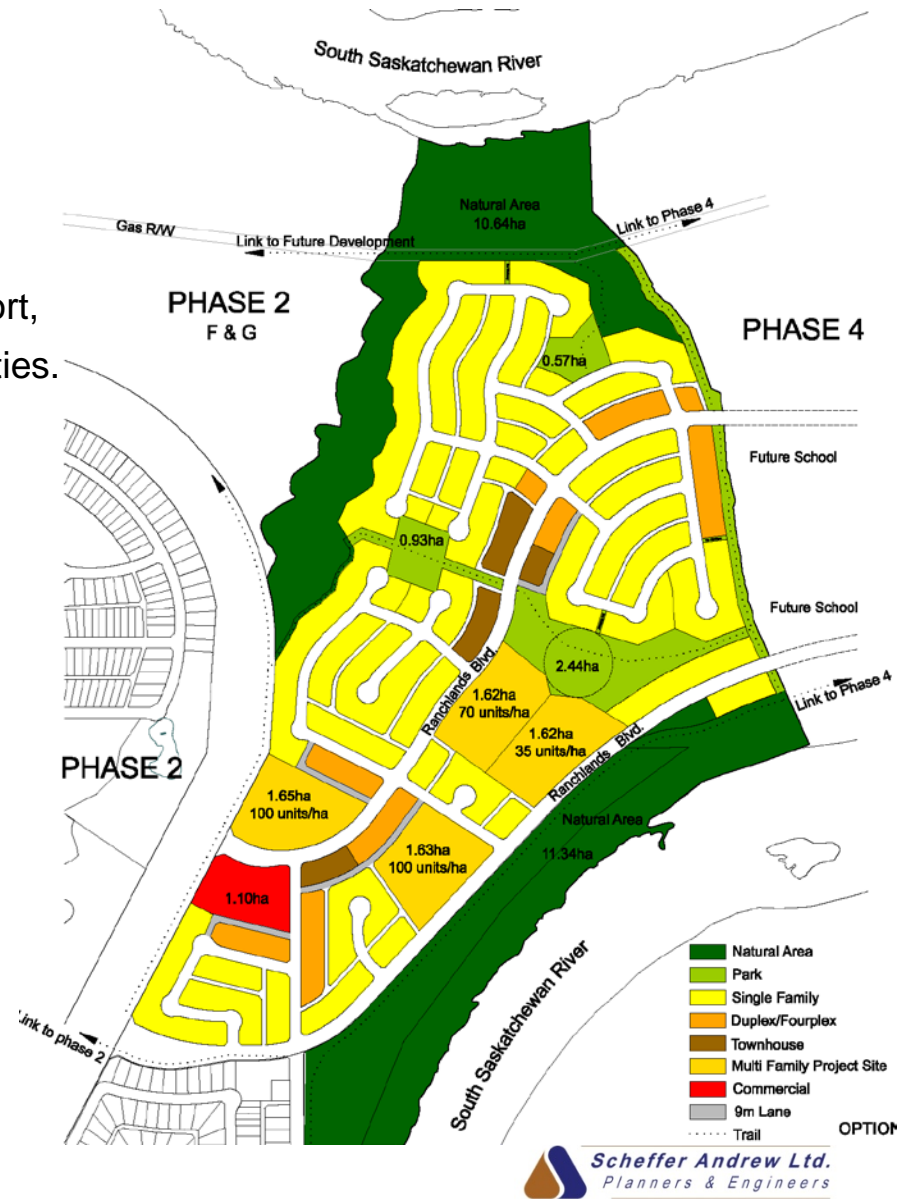 South Saskatchewan River
Natural Area
10.64ha
Link to Phase 4
Gas R/W
Link to Future Development
PHASE 2
F & G
ort,
ties.
PHASE 4
0.57ha
Future School
0.93ha
Future School
2.44ha
Ranchlands Blvd.
1.62ha
70 units/ha
1.62ha
35 units/ha
Ranchlands Blvd.
Link to Phase 4
PHASE 2
1.65ha
100 units/ha
Natural Area
11.34ha
1.63ha
100 units/ha
1.10ha
Link to phase 2
South Saskatchewan River
Natural Area
Park
Single Family
Duplex/Fourplex
Townhouse
Multi Family Project Site
Commercial
9m Lane
Trail
OPTION
Scheffer Andrew Ltd.
Planners & Engineers